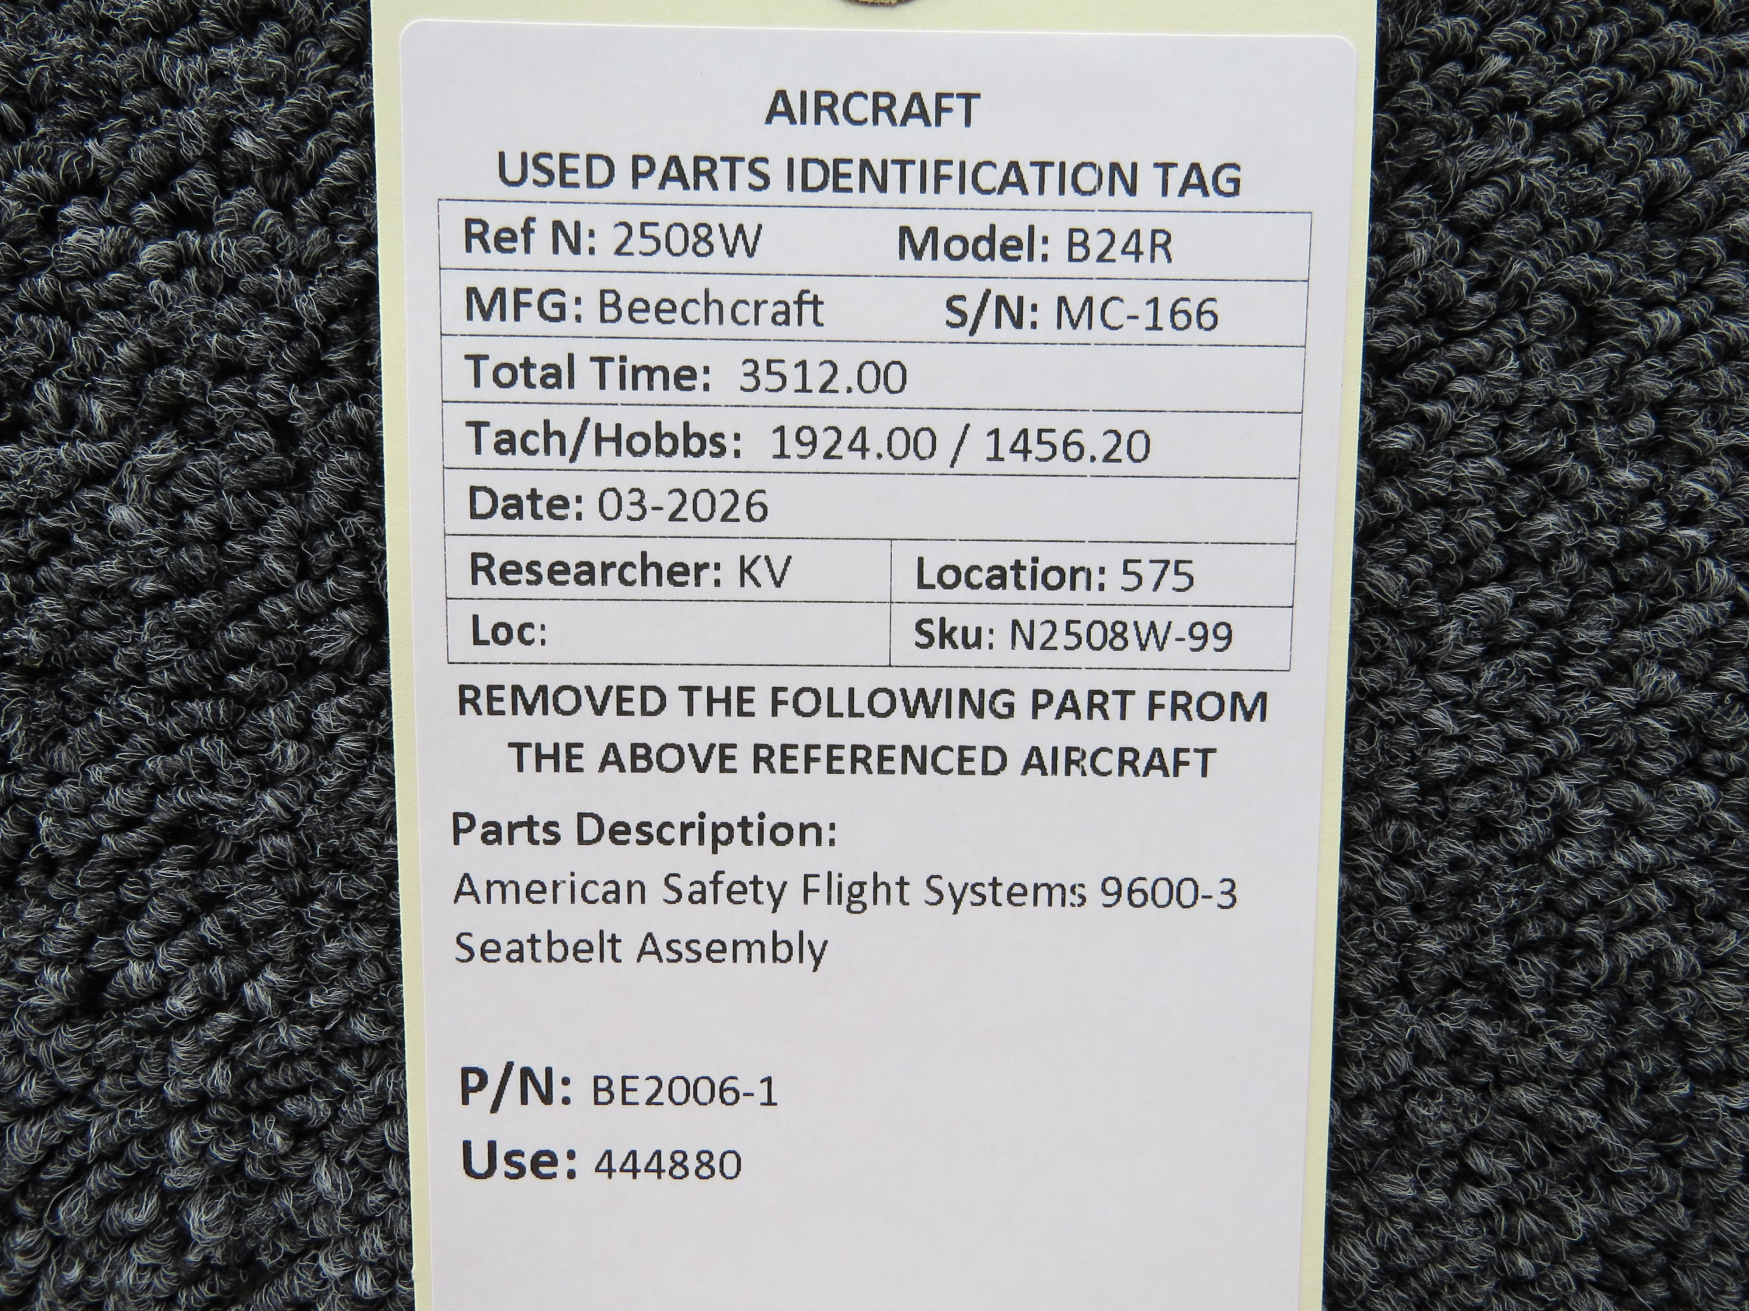 AIRCRAFT
USED PARTS IDENTIFICATION TAG
Ref N: 2508W Model: B24R
MFG: Beechcraft S/N: MC-166
Total Time: 3512.00
Tach/Hobbs: 1924.00 / 1456.20
Date: 03-2026
Researcher: KV Location: 575
Loc: Sku: N2508W-99
REMOVED THE FOLLOWING PART FROM
THE ABOVE REFERENCED AIRCRAFT
Parts Description:
American Safety Flight Systems 9600-3
Seatbelt Assembly
P/N: BE2006-1
Use: 444880